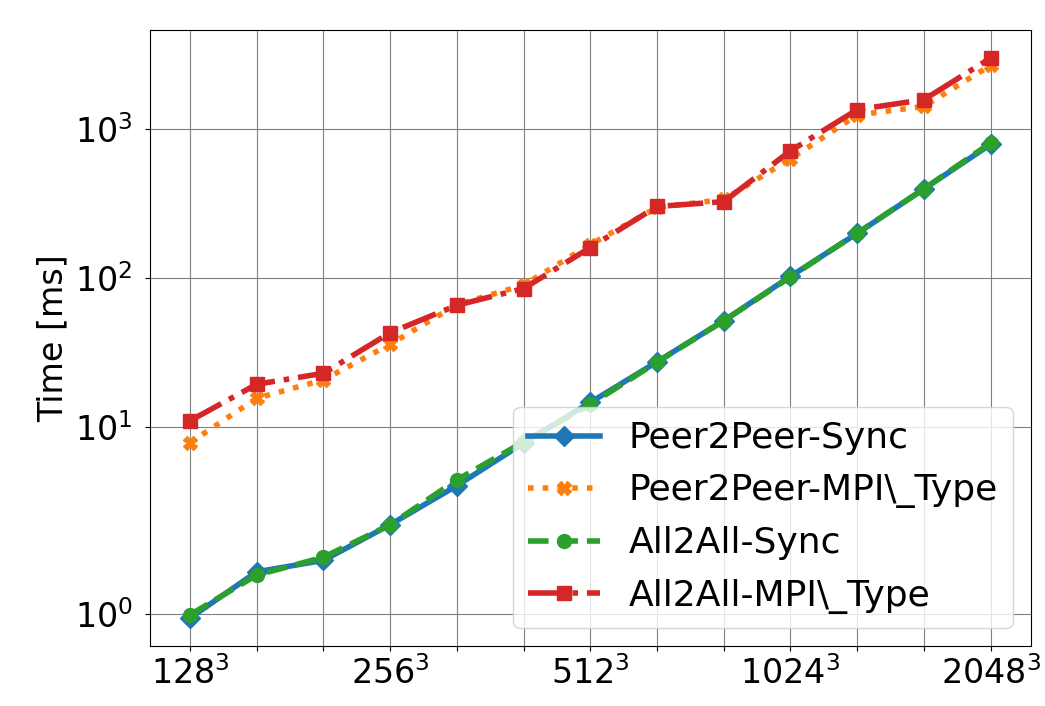 Time [ms]
10³
10²
10¹
10⁰
Peer2Peer-Sync
Peer2Peer-MPI\_Type
All2All-Sync
All2All-MPI\_Type
128³ 256³ 512³ 1024³ 2048³